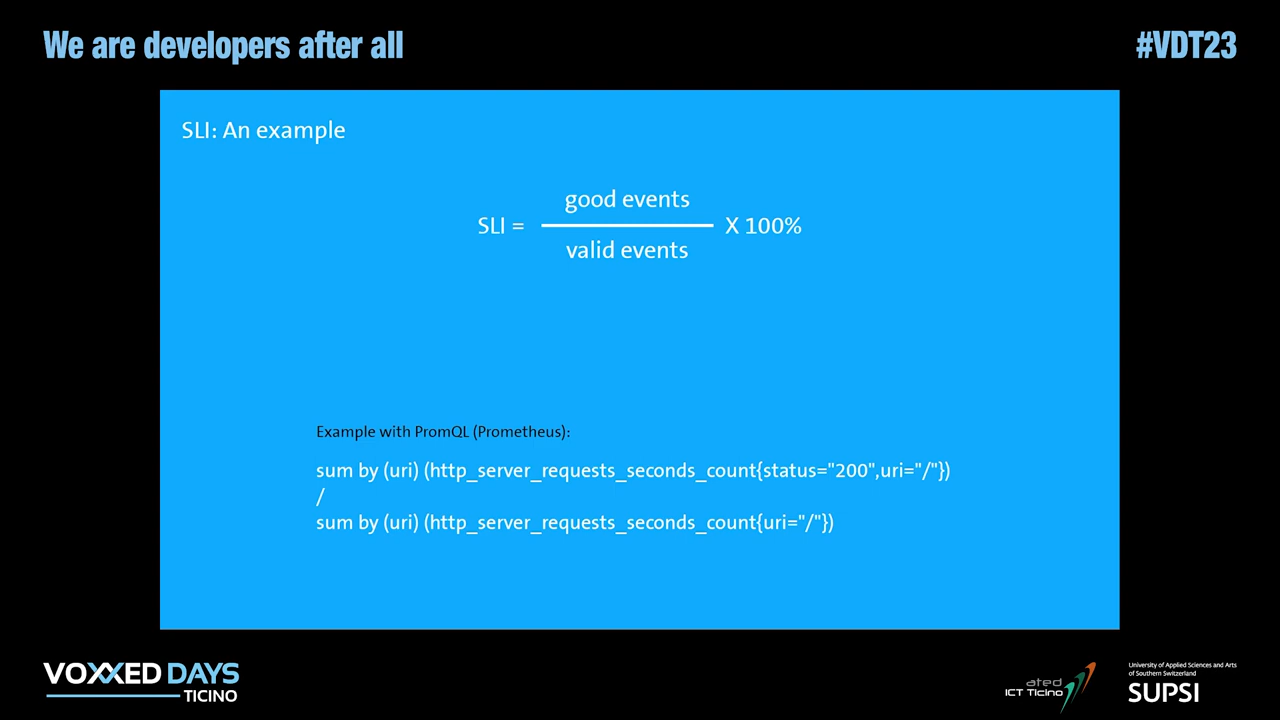 We are developers after all
#VDT23
SLI: An example
good events
SLI = X 100%
valid events
Example with PromQL (Prometheus):
sum by (uri) (http_server_requests_seconds_count{status="200",uri="/"})
/
sum by (uri) (http_server_requests_seconds_count{uri="/"})
VOXXED DAYS
TICINO
ated
ICT Ticino
University of Applied Sciences and Arts
of Southern Switzerland
SUPSI